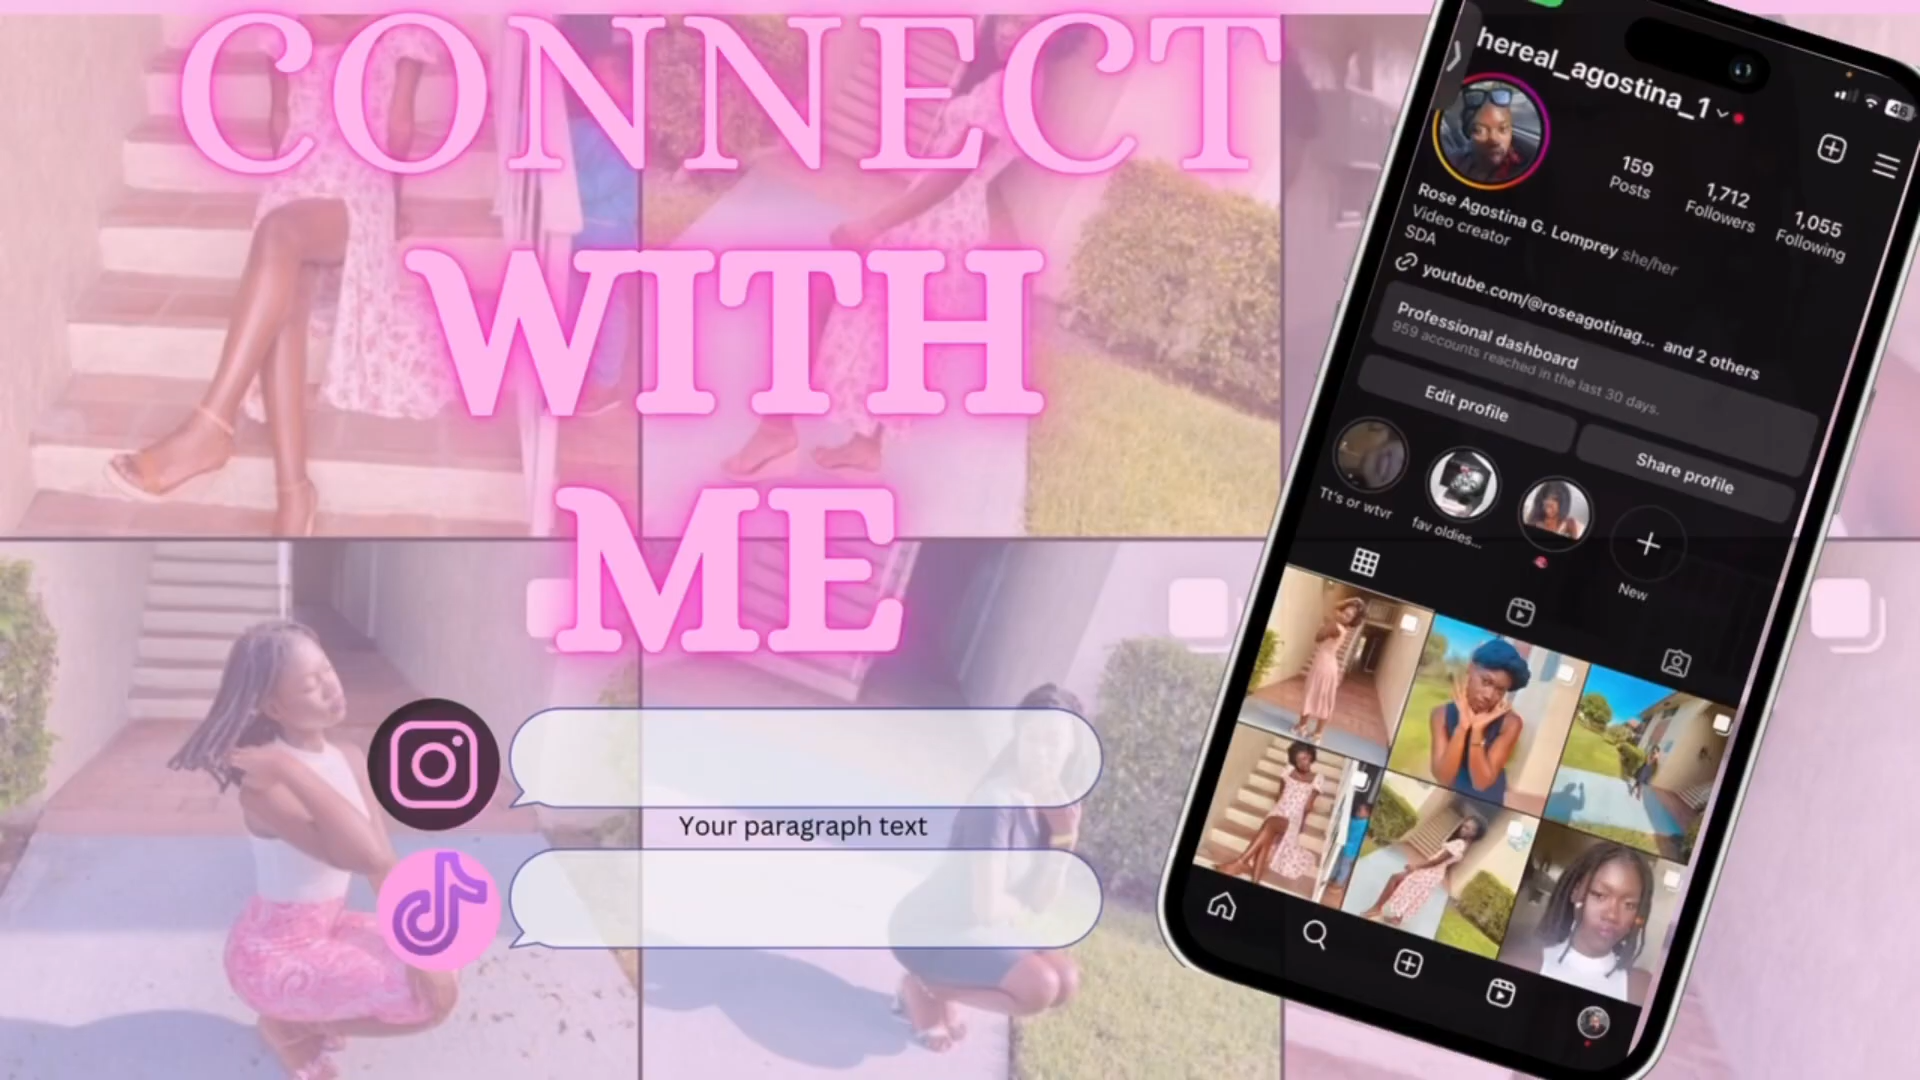 CONNECT
WITH
ME
Your paragraph text
hereal_agostina_1
46
159
Posts
1,712
Followers
1,055
Following
Rose Agostina G. Lomprey she/her
Video creator
SDA
youtube.com/@roseagotinag... and 2 others
Professional dashboard
959 accounts reached in the last 30 days.
Edit profile
Share profile
Tt's or wtvr
fav oldies...
New